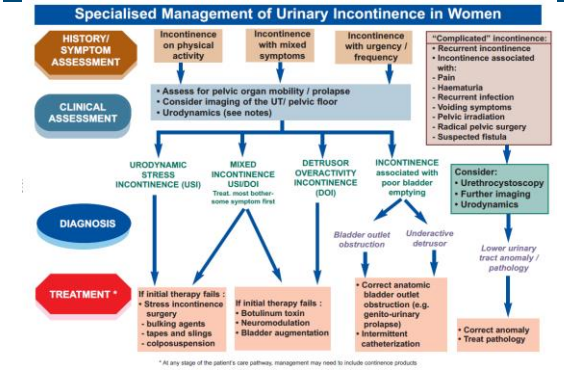 Specialised Management of Urinary Incontinence in Women
HISTORY/
SYMPTOM
ASSESSMENT
Incontinence
on physical
activity
Incontinence
with mixed
symptoms
Incontinence
with urgency /
frequency
"Complicated" incontinence:
• Recurrent incontinence
• Incontinence associated
with:
- Pain
- Haematuria
- Recurrent infection
- Voiding symptoms
- Pelvic irradiation
- Radical pelvic surgery
- Suspected fistula
CLINICAL
ASSESSMENT
• Assess for pelvic organ mobility / prolapse
• Consider imaging of the UT/ pelvic floor
• Urodynamics (see notes)
URODYNAMIC
STRESS
INCONTINENCE (USI)
MIXED
INCONTINENCE
USI/DOI
Treat. most bother-
some symptom first
DETRUSOR
OVERACTIVITY
INCONTINENCE
(DOI)
INCONTINENCE
associated with
poor bladder
emptying
Consider:
• Urethrocystoscopy
• Further imaging
• Urodynamics
DIAGNOSIS
Bladder outlet
obstruction
Underactive
detrusor
Lower urinary
tract anomaly /
pathology
TREATMENT *
If initial therapy fails :
• Stress incontinence
surgery
- bulking agents
- tapes and slings
- colposuspension
If initial therapy fails :
• Botulinum toxin
• Neuromodulation
• Bladder augmentation
• Correct anatomic
bladder outlet
obstruction (e.g.
genito-urinary
prolapse)
• Intermittent
catheterization
• Correct anomaly
• Treat pathology
* At any stage of the patient's care pathway, management may need to include continence products